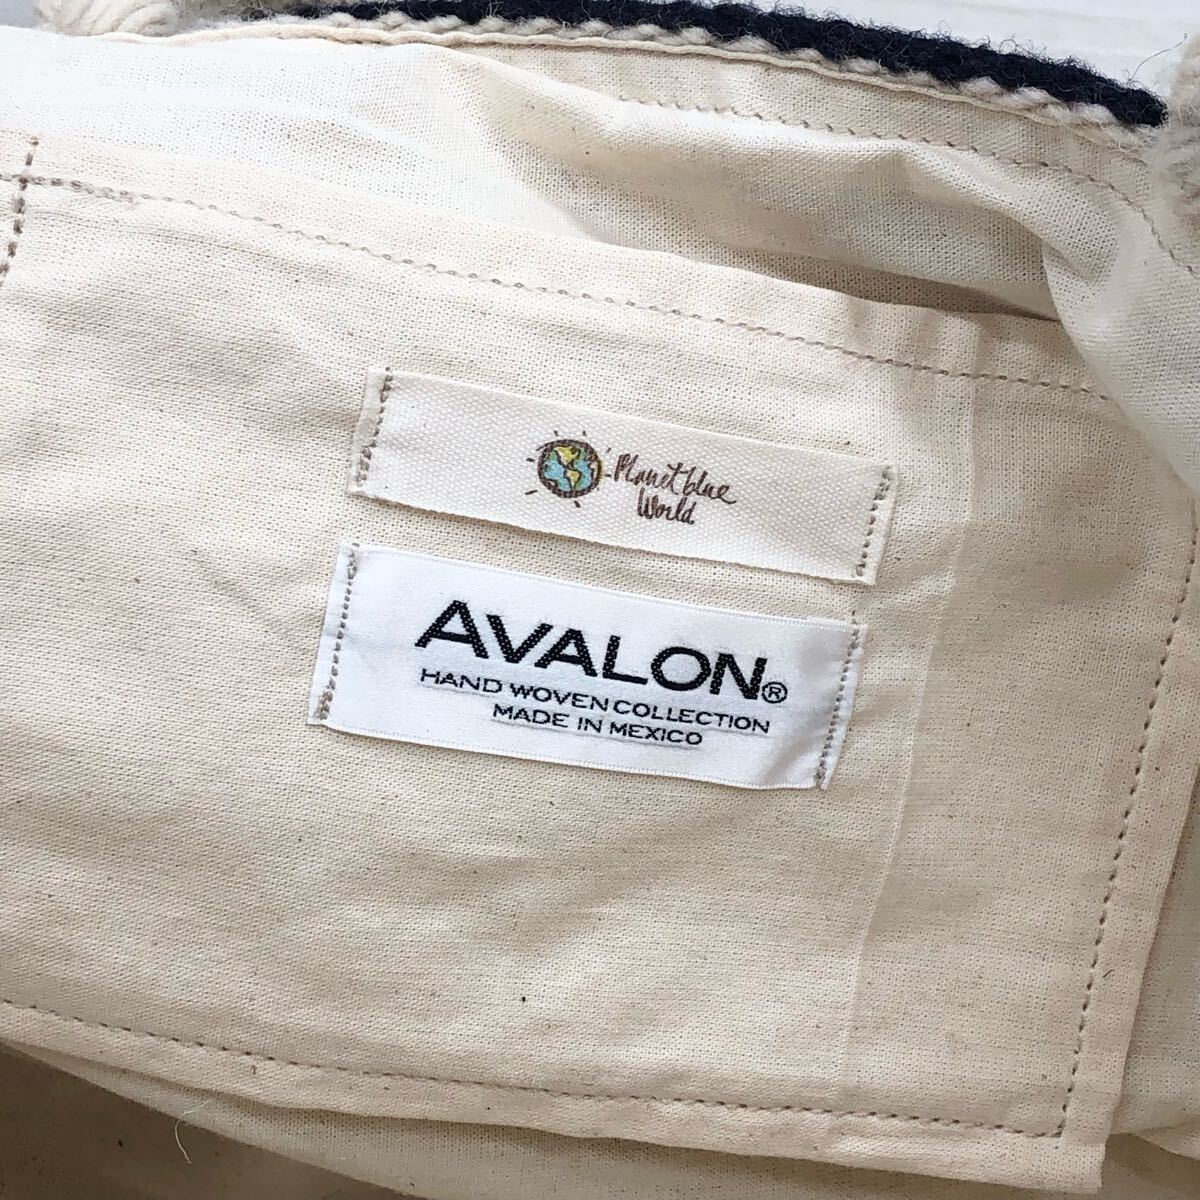 Planet blue
World
AVALON®
HAND WOVEN COLLECTION
MADE IN MEXICO